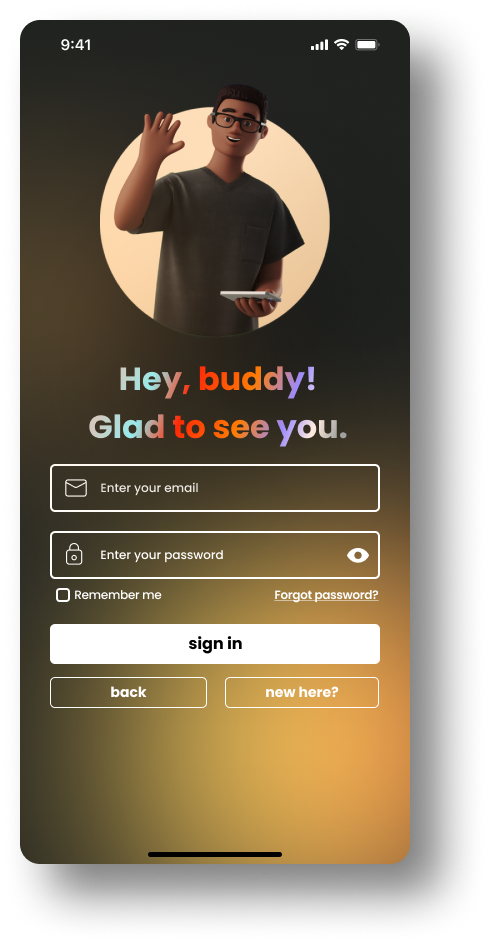 9:41
Hey, buddy!
Glad to see you.
Enter your email
Enter your password
Remember me
Forgot password?
sign in
back
new here?